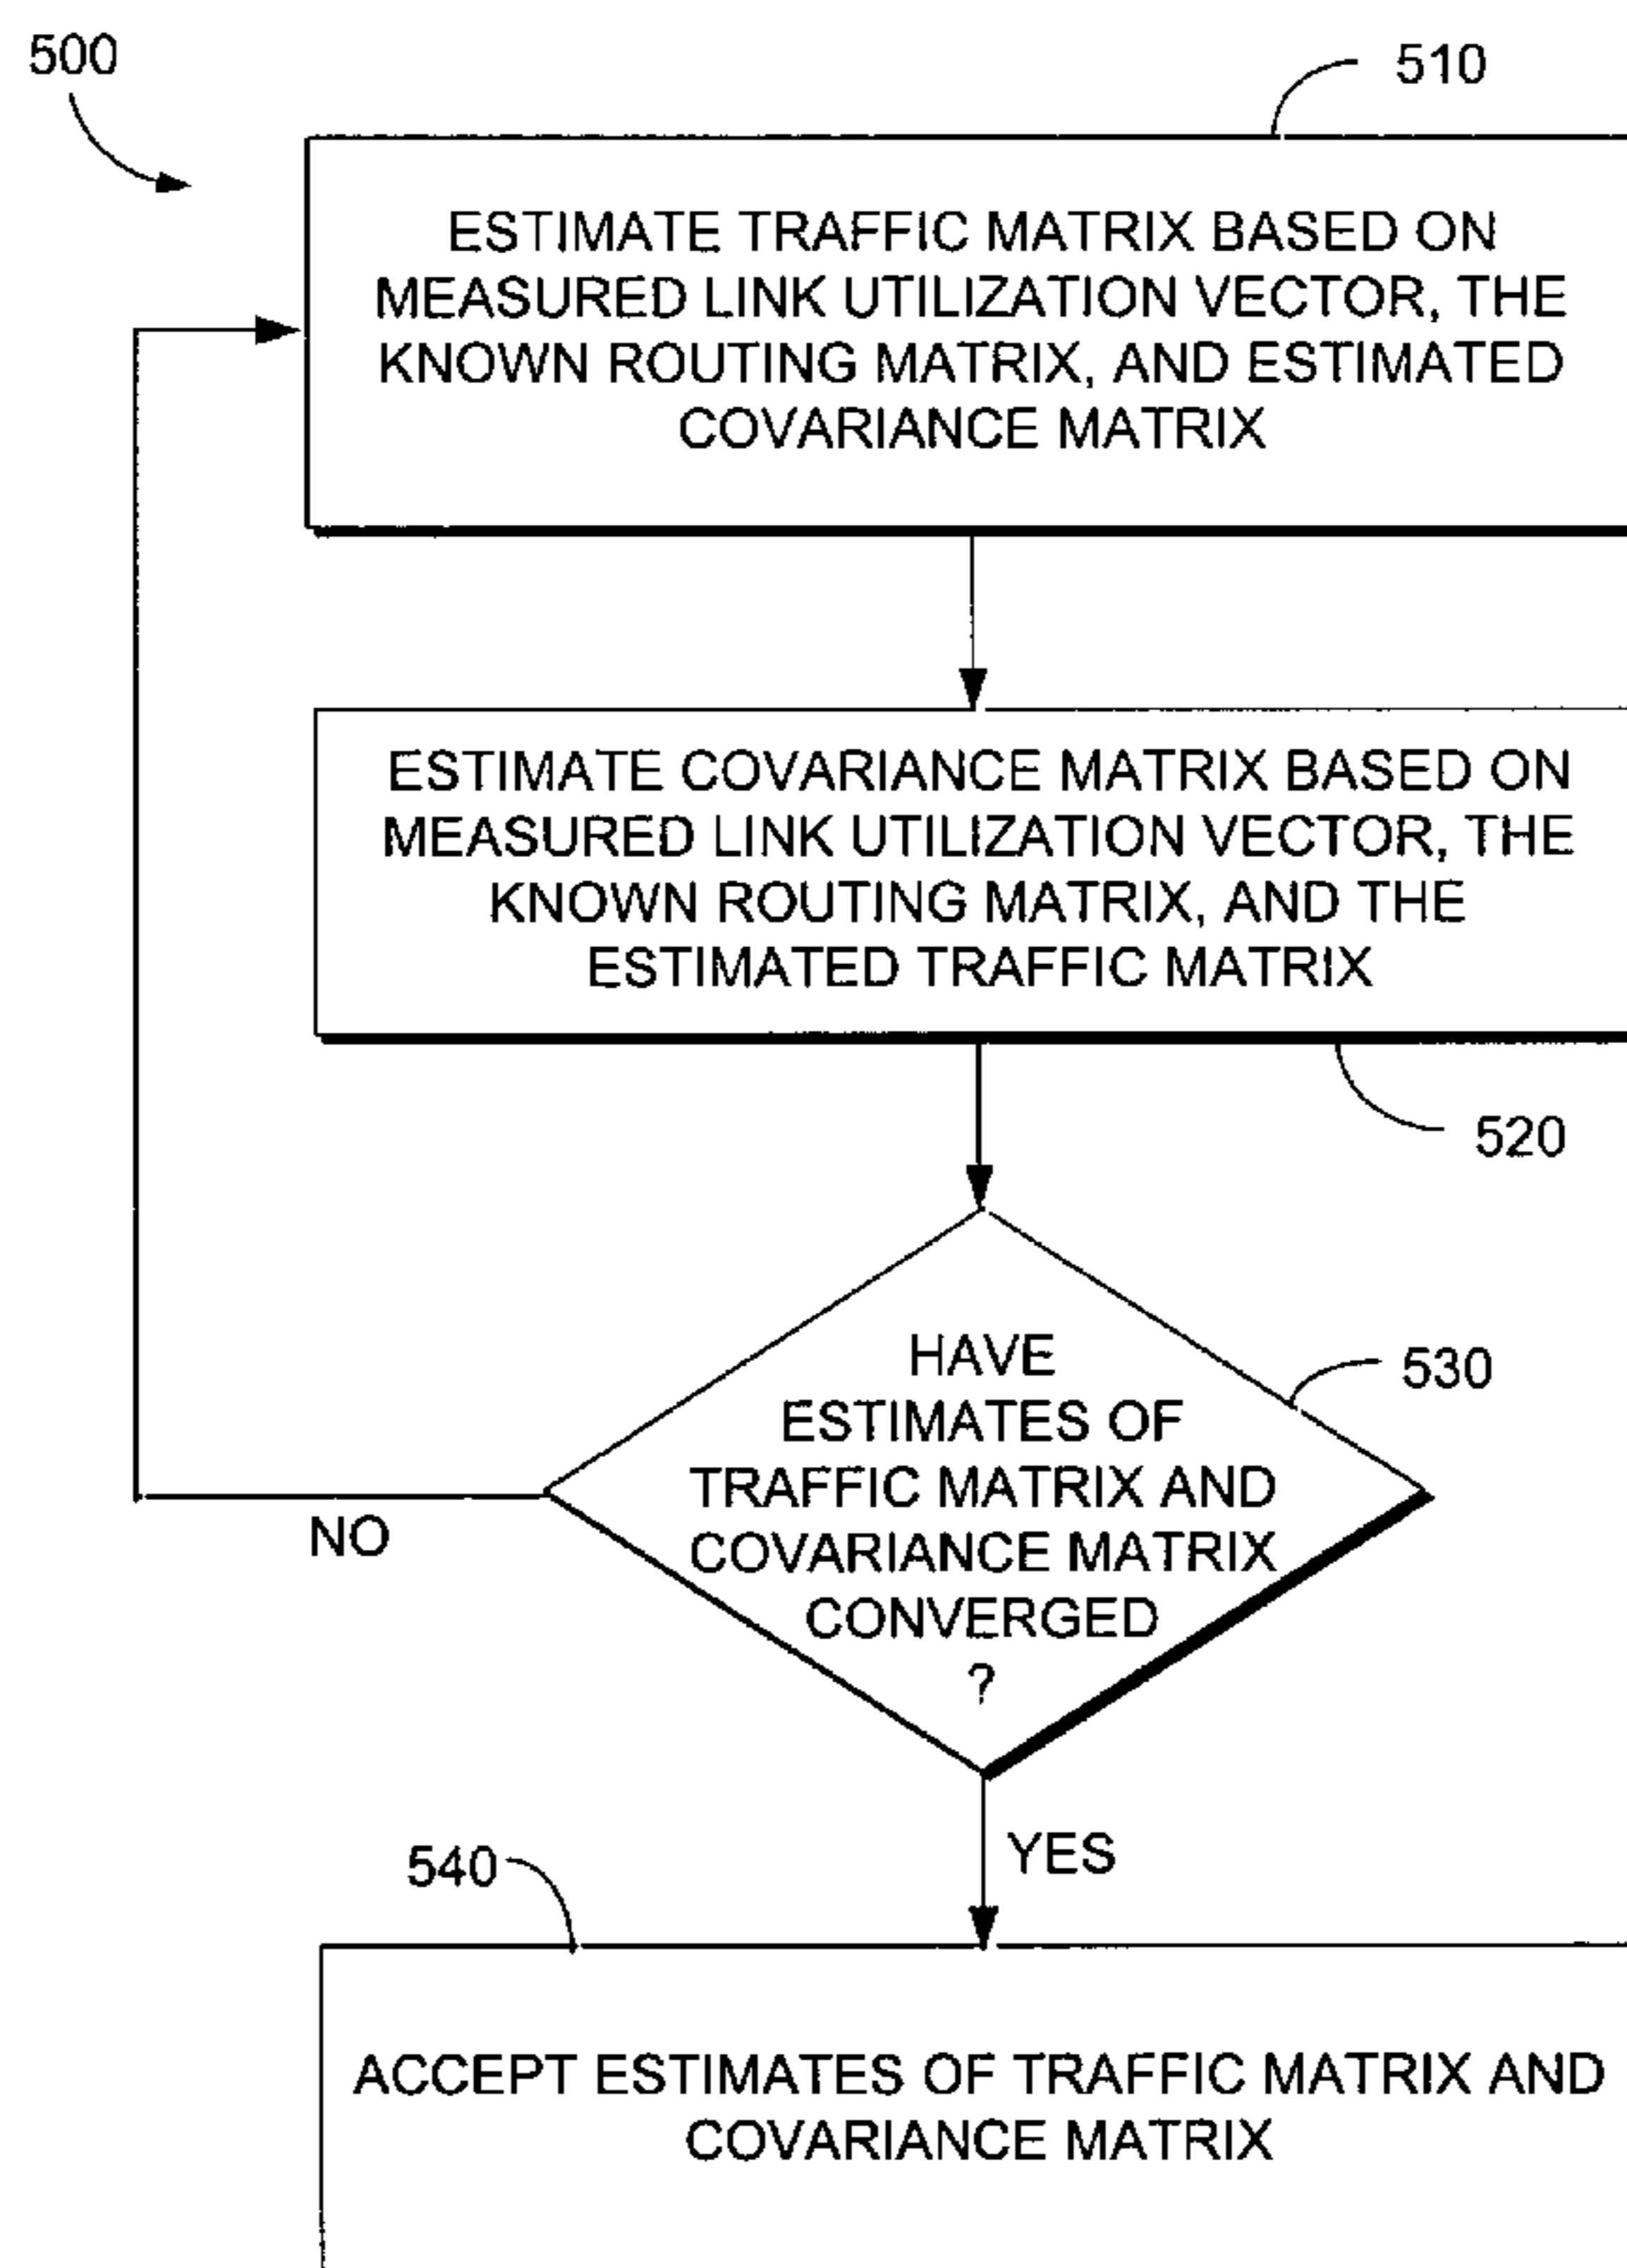 500
510
ESTIMATE TRAFFIC MATRIX BASED ON
MEASURED LINK UTILIZATION VECTOR, THE
KNOWN ROUTING MATRIX, AND ESTIMATED
COVARIANCE MATRIX
ESTIMATE COVARIANCE MATRIX BASED ON
MEASURED LINK UTILIZATION VECTOR, THE
KNOWN ROUTING MATRIX, AND THE
ESTIMATED TRAFFIC MATRIX
520
HAVE
ESTIMATES OF
TRAFFIC MATRIX AND
COVARIANCE MATRIX
CONVERGED
?
530
NO
YES
540
ACCEPT ESTIMATES OF TRAFFIC MATRIX AND
COVARIANCE MATRIX